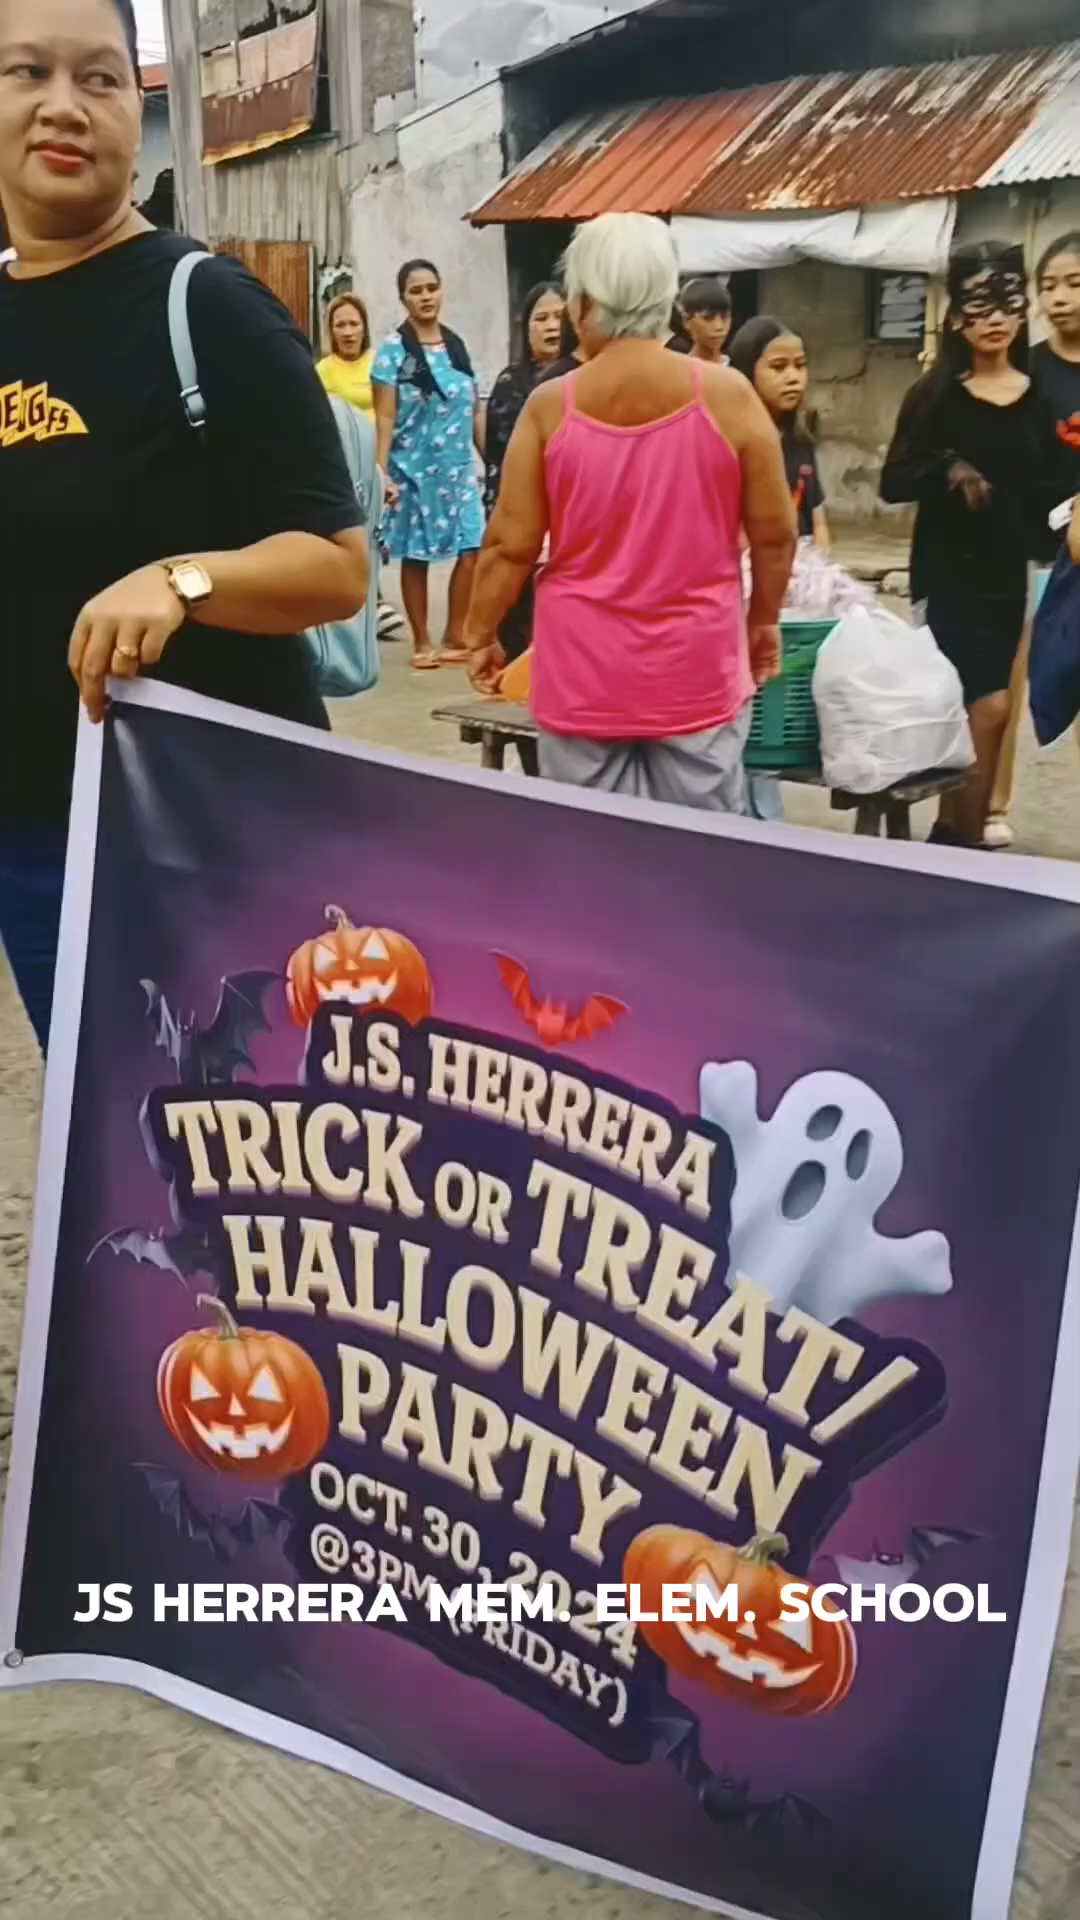 J.S. HERRERA
TRICK OR TREAT/
HALLOWEEN
PARTY
OCT. 30, 2024
@3PM (FRIDAY)
JS HERRERA MEM. ELEM. SCHOOL